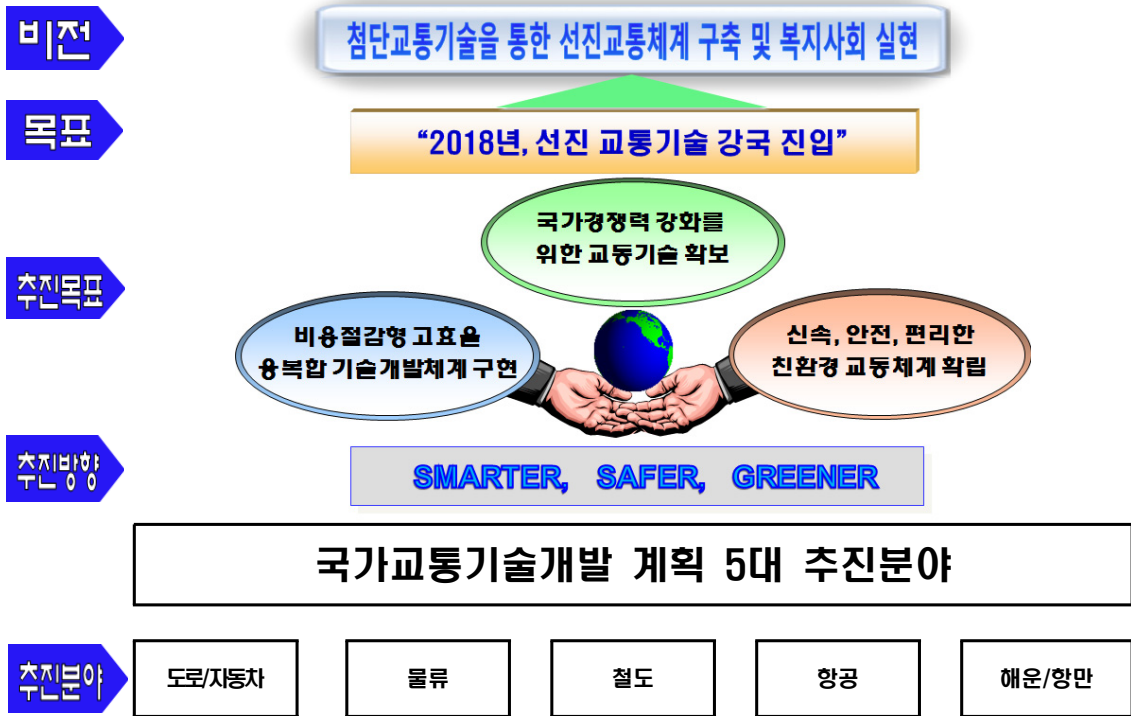 비전
첨단교통기술을 통한 선진교통체계 구축 및 복지사회 실현
목표
“2018년, 선진 교통기술 강국 진입”
국가경쟁력 강화를
위한 교통기술 확보
추진목표
비용절감형 고효율
융복합 기술개발체계 구현
신속, 안전, 편리한
친환경 교통체계 확립
추진방향
SMARTER, SAFER, GREENER
국가교통기술개발 계획 5대 추진분야
추진분야
도로/자동차
물류
철도
항공
해운/항만